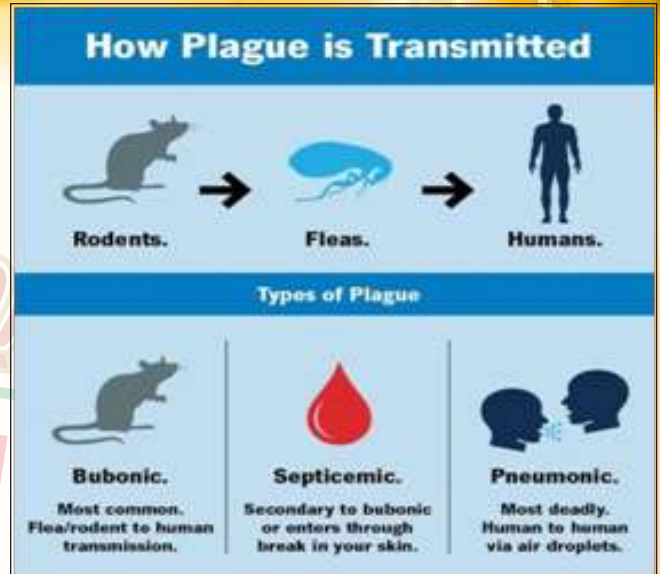 How Plague is Transmitted
Rodents.
Fleas.
Humans.
Types of Plague
Bubonic.
Most common.
Flea/rodent to human
transmission.
Septicemic.
Secondary to bubonic
or enters through
break in your skin.
Pneumonic.
Most deadly.
Human to human
via air droplets.